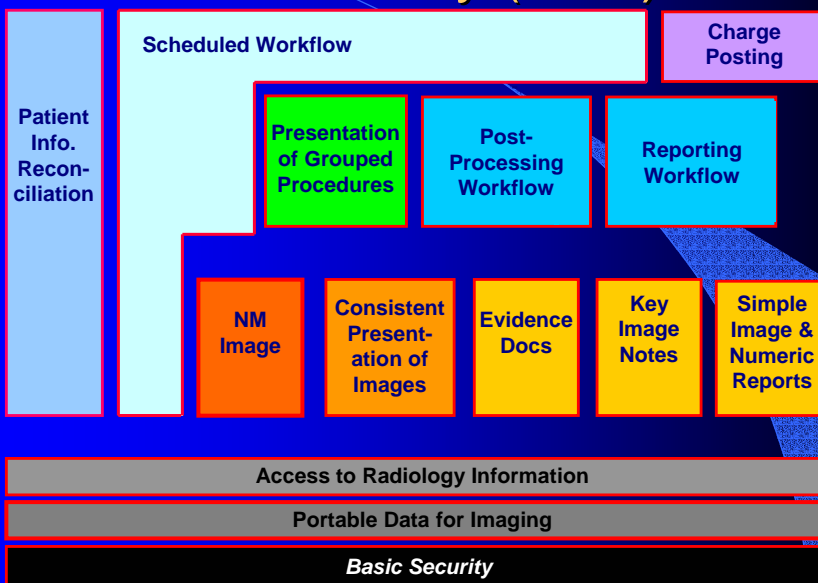 Scheduled Workflow
Charge
Posting
Patient
Info.
Recon-
ciliation
Presentation
of Grouped
Procedures
Post-
Processing
Workflow
Reporting
Workflow
NM
Image
Consistent
Present-
ation of
Images
Evidence
Docs
Key
Image
Notes
Simple
Image &
Numeric
Reports
Access to Radiology Information
Portable Data for Imaging
Basic Security